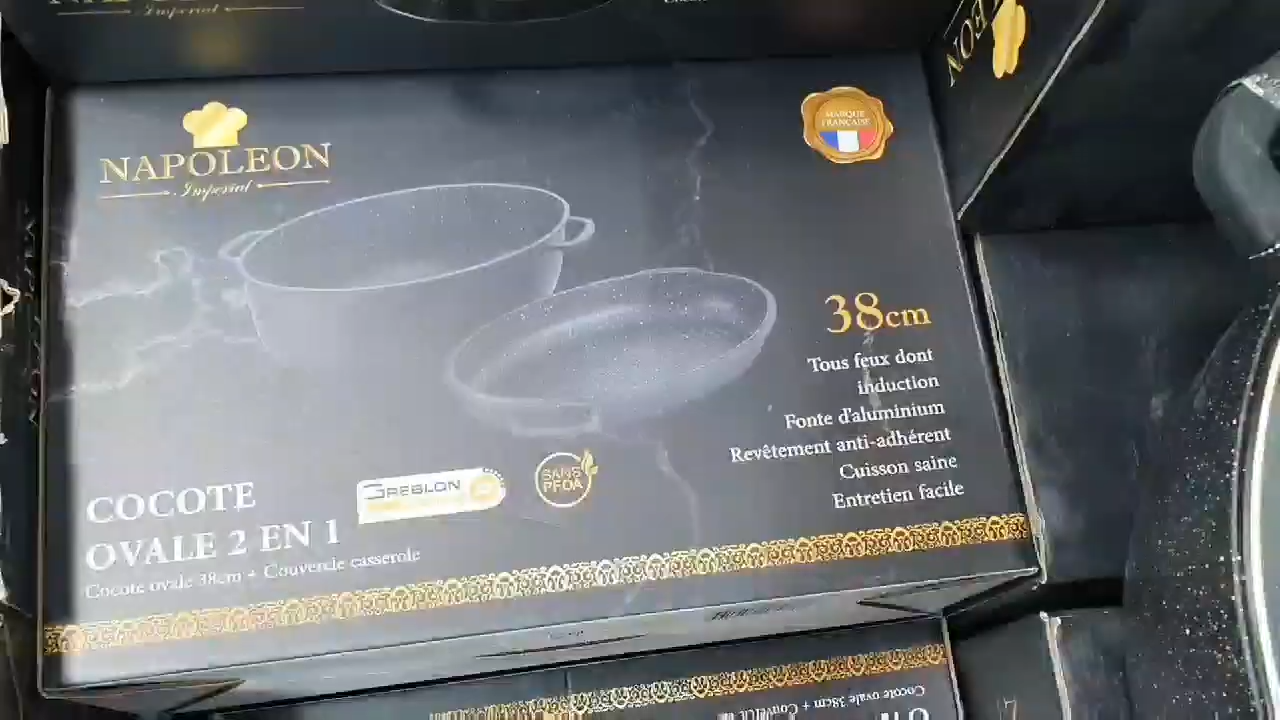 Imperial
NAPOLEON
Imperial
MARQUE
FRANÇAISE
38cm
Tous feux dont
induction
Fonte d'aluminium
Revêtement anti-adhérent
Cuisson saine
Entretien facile
GREBLON
SANS
PFOA
COCOTE
OVALE 2 EN 1
Cocote ovale 38cm + Couvercle casserole
Cocote ovale 38cm +